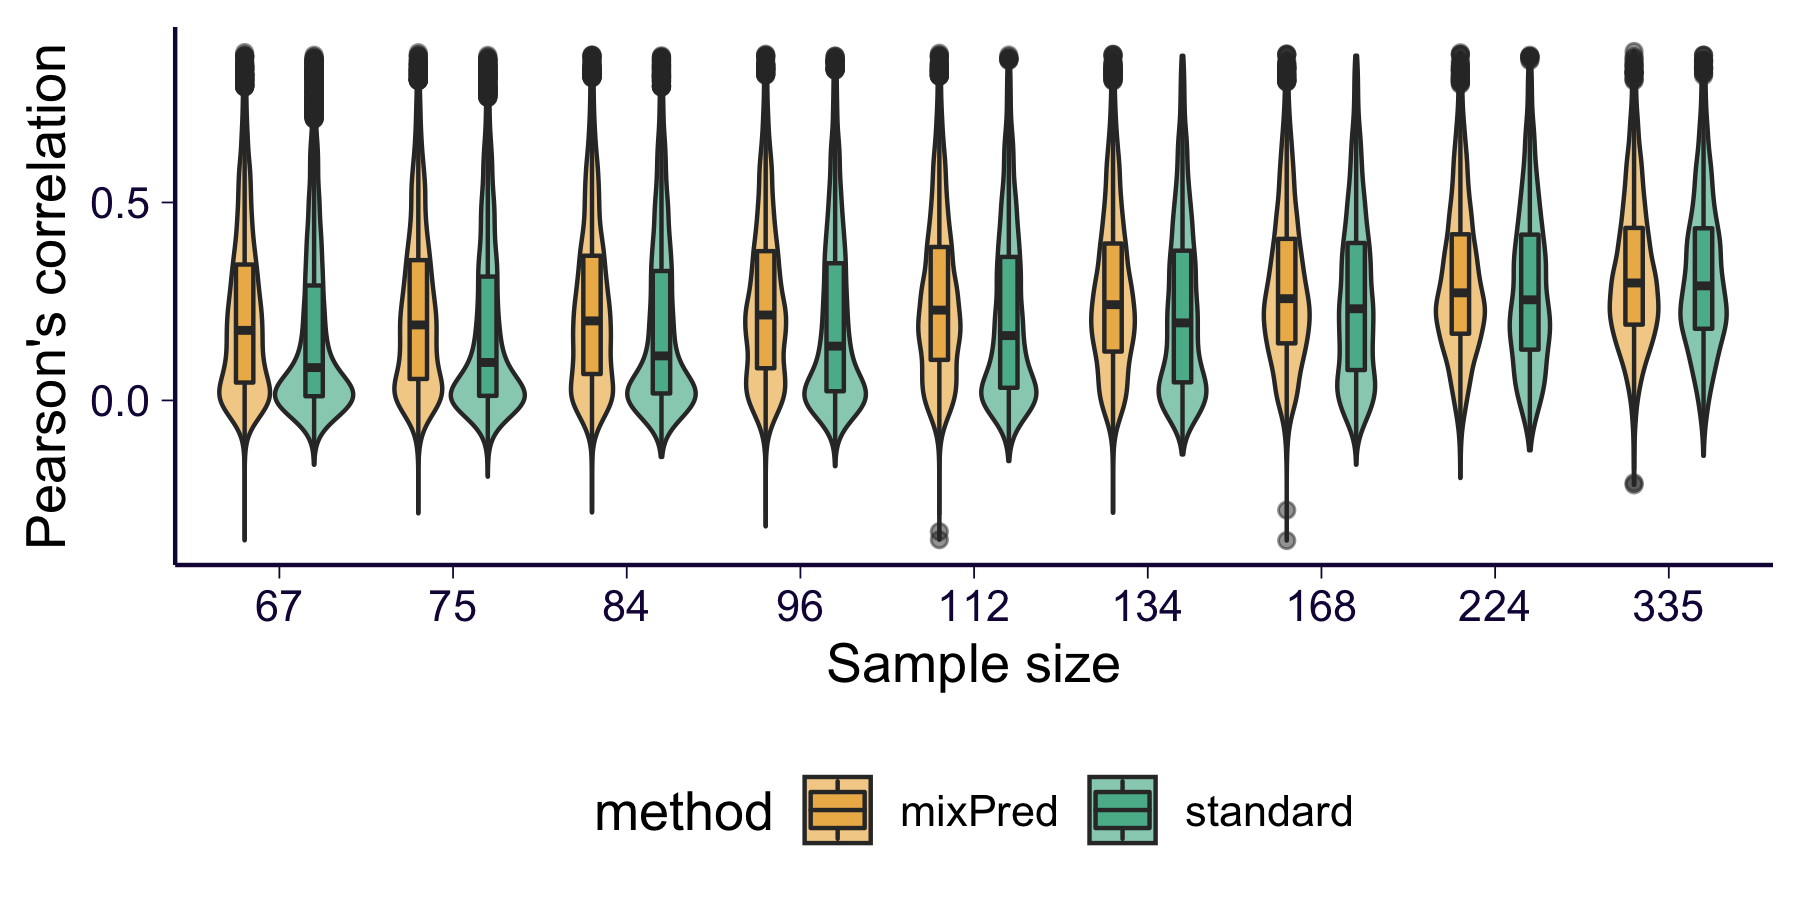 Pearson's correlation
0.5
0.0
67 75 84 96 112 134 168 224 335
Sample size
method mixPred standard